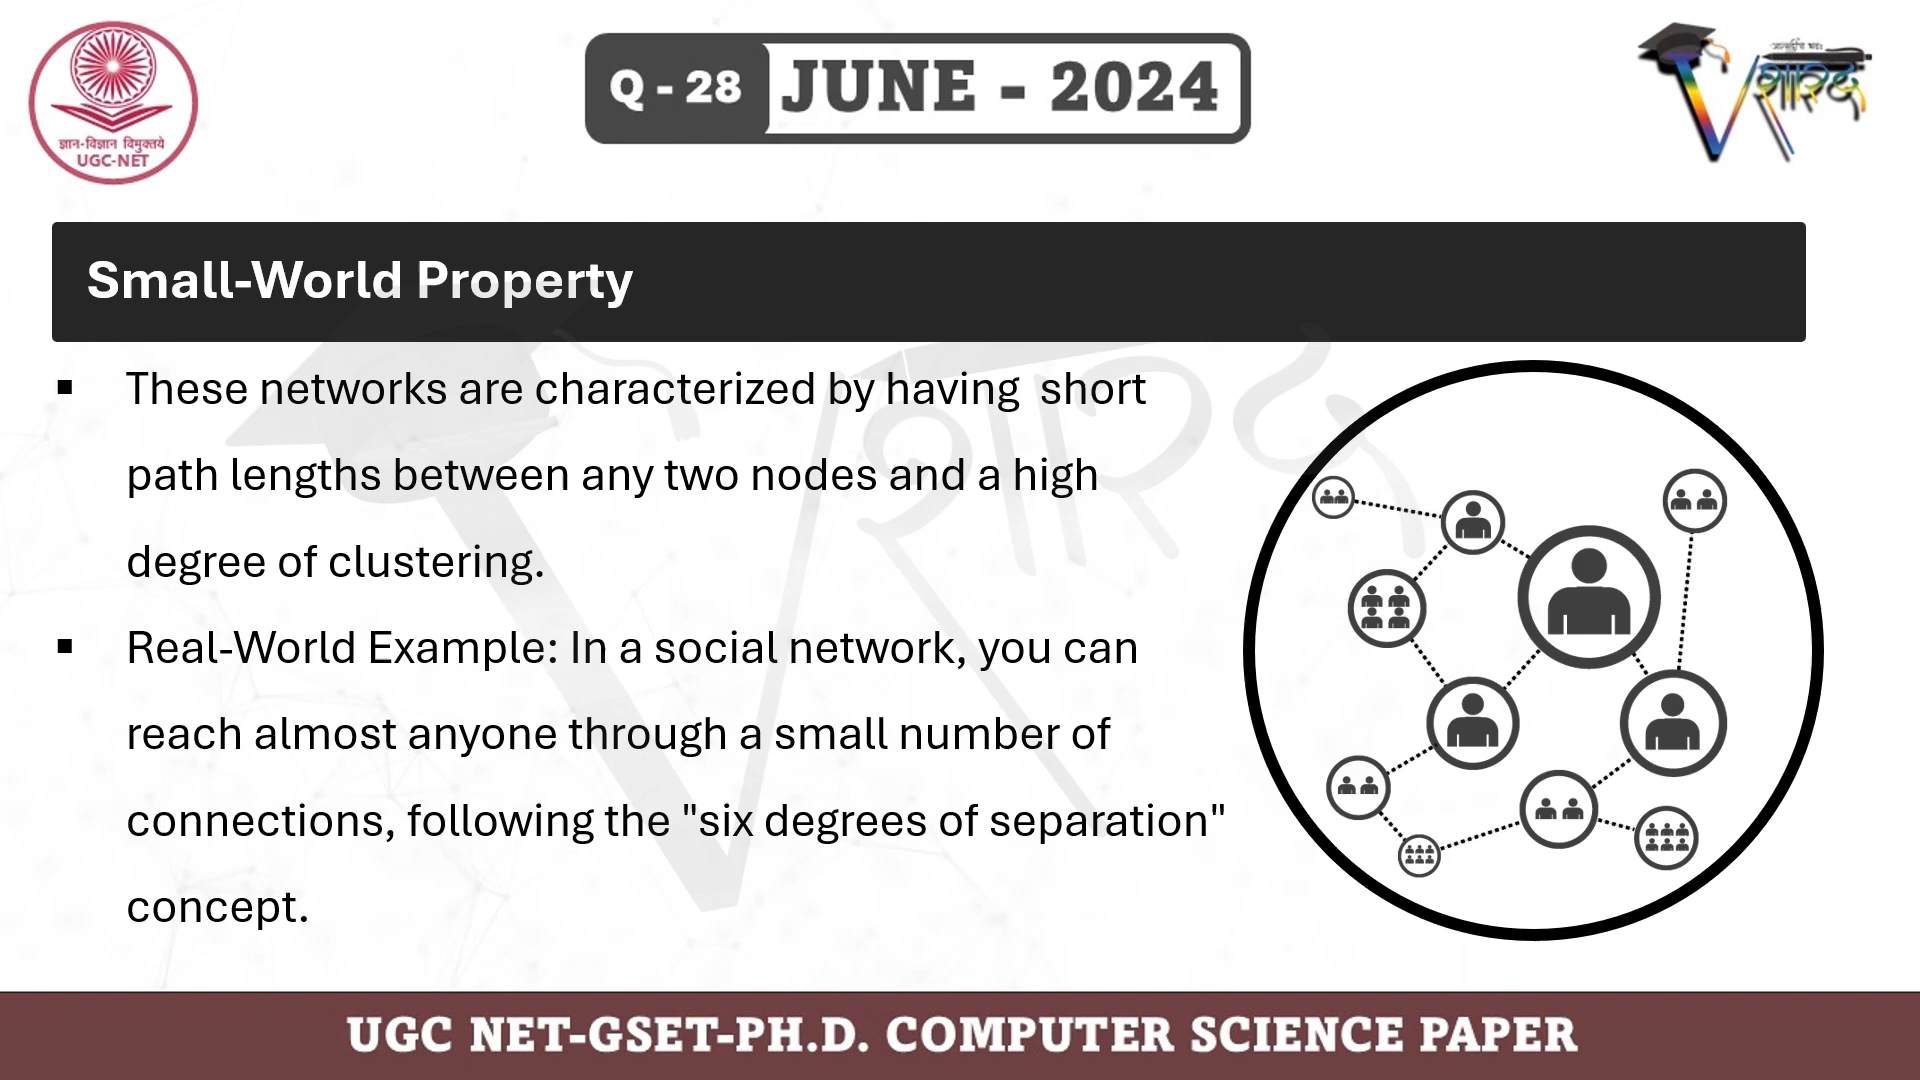 ज्ञान-विज्ञान विमुक्तये
UGC-NET
Q - 28 JUNE - 2024
Vशारद
Small-World Property
▪ These networks are characterized by having  short
path lengths between any two nodes and a high
degree of clustering.
▪ Real-World Example: In a social network, you can
reach almost anyone through a small number of
connections, following the "six degrees of separation"
concept.
UGC NET-GSET-PH.D. COMPUTER SCIENCE PAPER